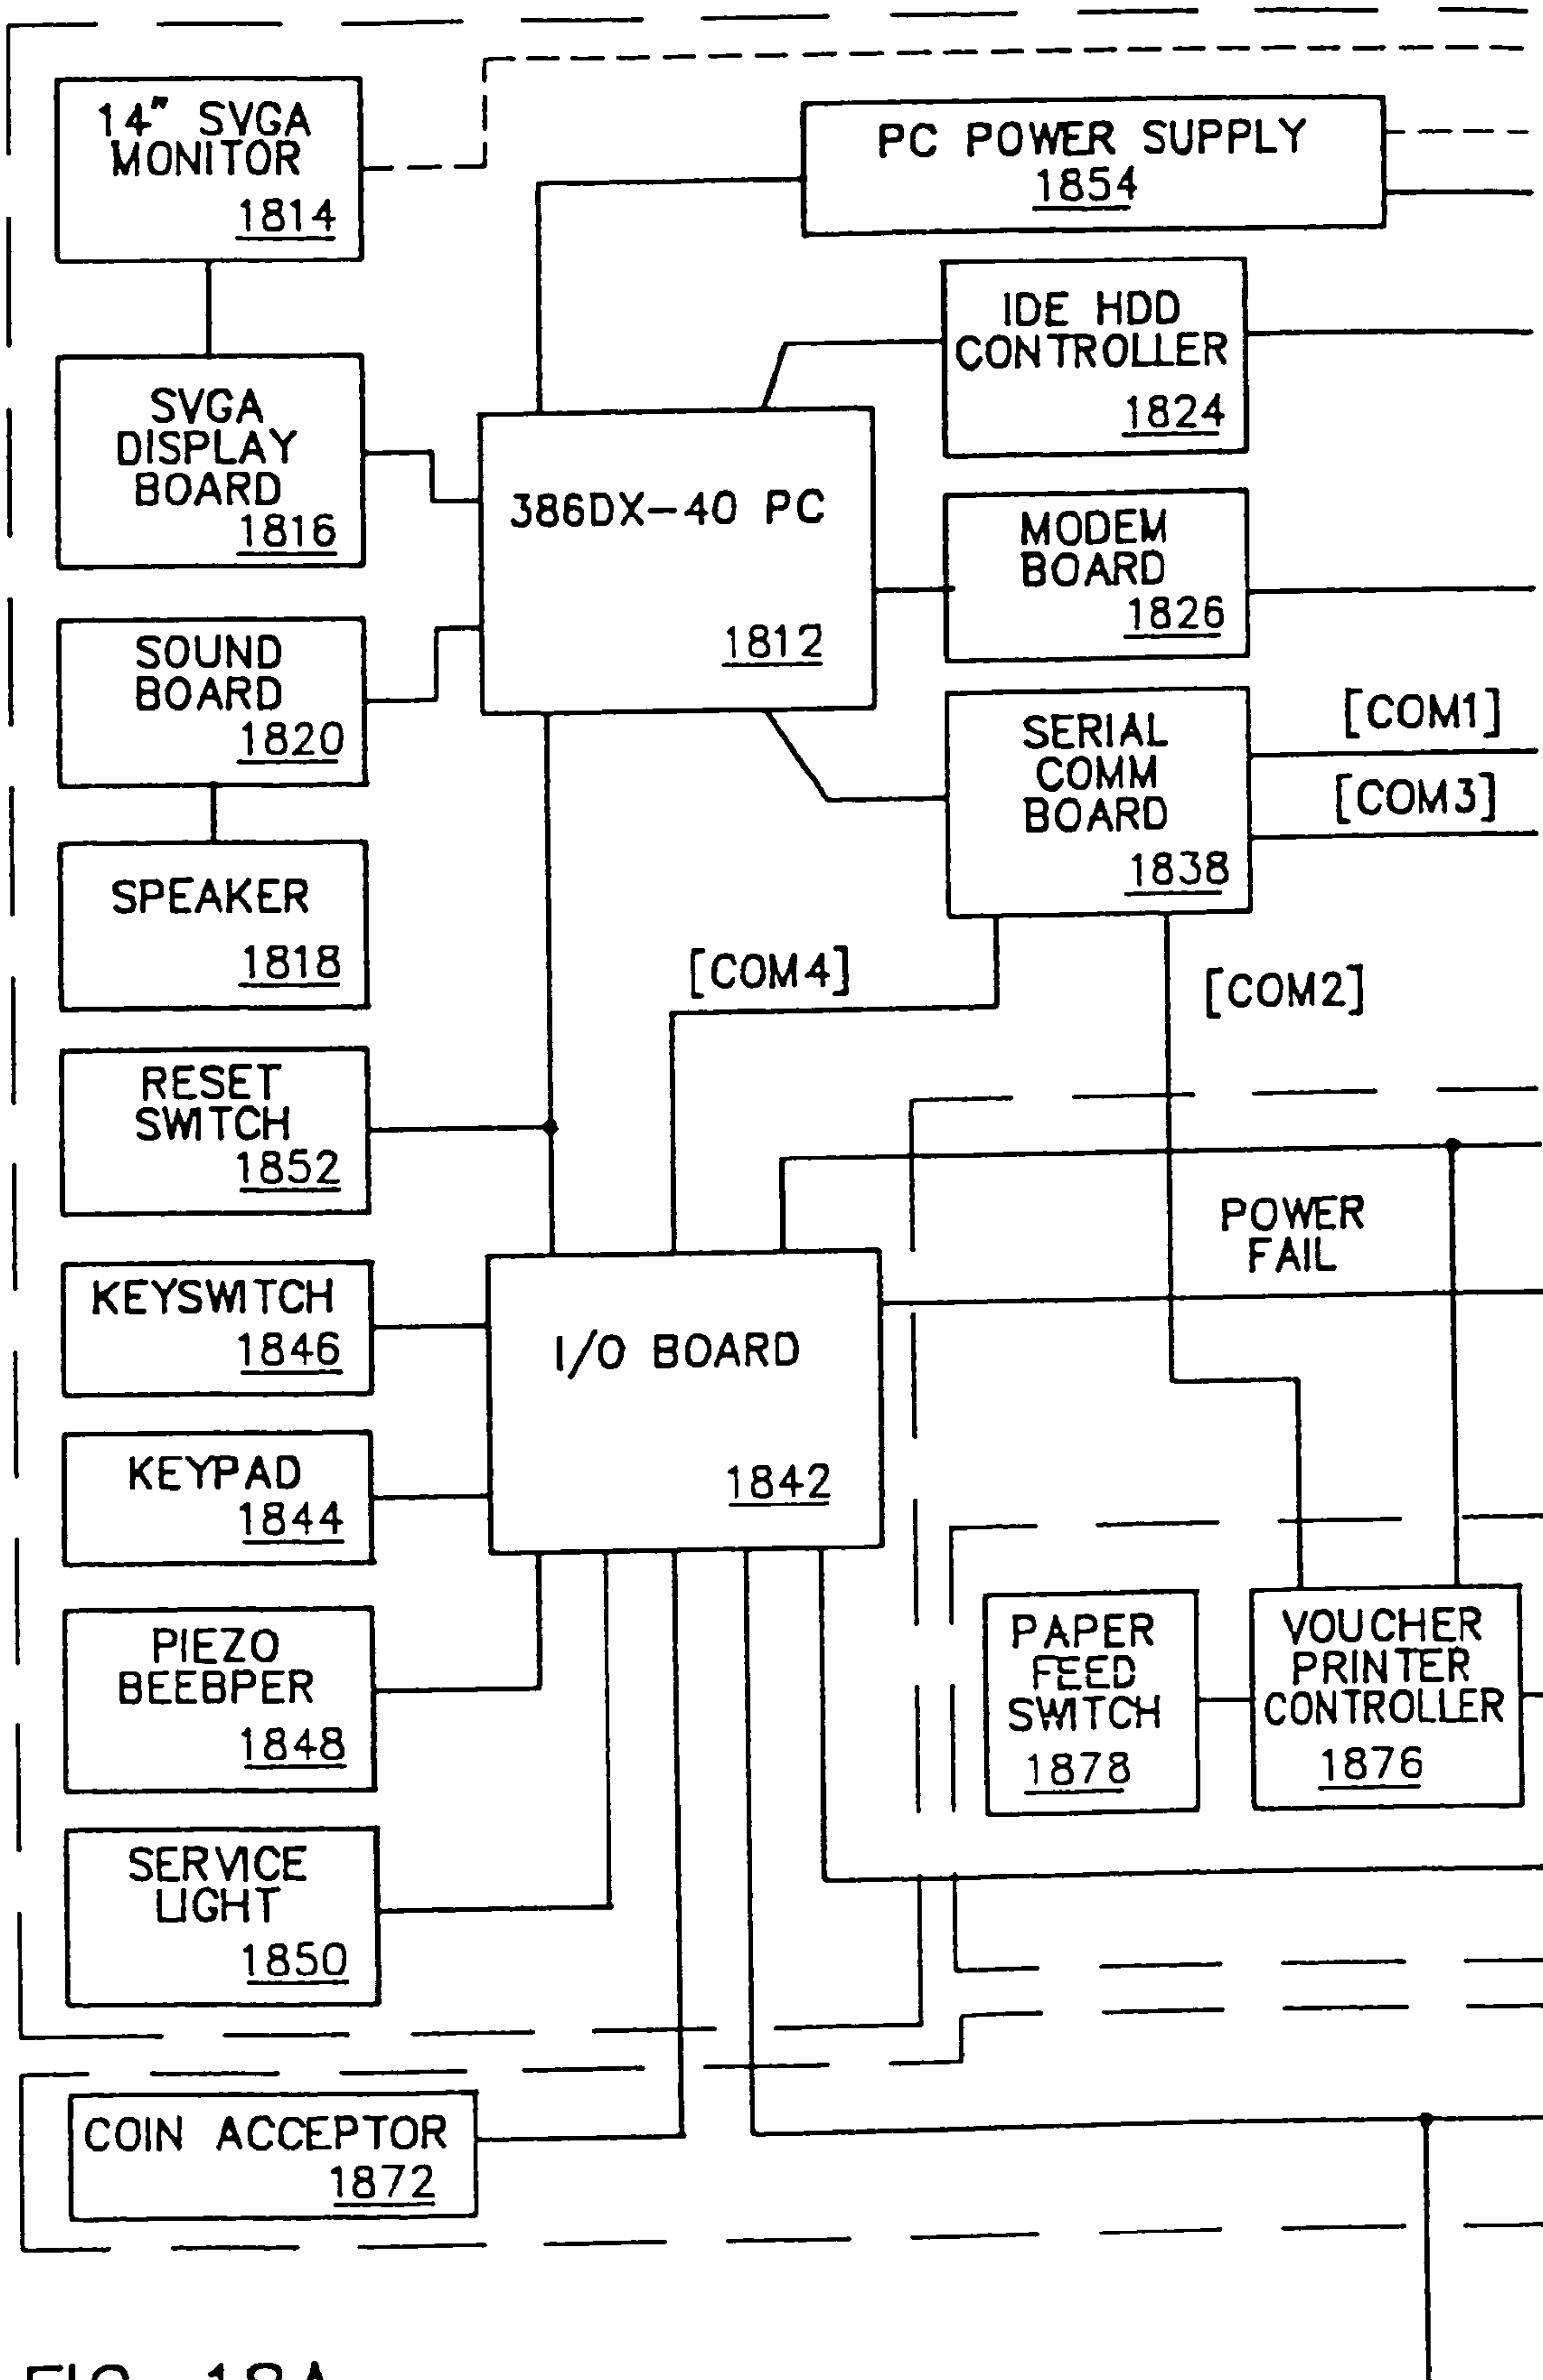 14" SVGA
MONITOR
1814
PC POWER SUPPLY
1854
IDE HDD
CONTROLLER
1824
SVGA
DISPLAY
BOARD
1816
386DX-40 PC
1812
MODEM
BOARD
1826
SOUND
BOARD
1820
SERIAL
COMM
BOARD
1838
[COM1]
[COM3]
SPEAKER
1818
[COM4]
[COM2]
RESET
SWITCH
1852
POWER
FAIL
KEYSWITCH
1846
I/O BOARD
1842
KEYPAD
1844
PIEZO
BEEBPER
1848
PAPER
FEED
SWITCH
1878
VOUCHER
PRINTER
CONTROLLER
1876
SERVICE
LIGHT
1850
COIN ACCEPTOR
1872
FIG. 18A